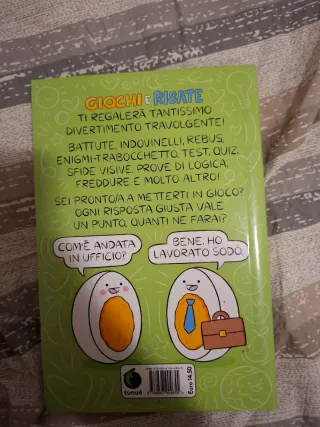 GIOCHI E RISATE
TI REGALERÀ TANTISSIMO
DIVERTIMENTO TRAVOLGENTE!
BATTUTE, INDOVINELLI, REBUS,
ENIGMI-TRABOCCHETTO, TEST, QUIZ,
SFIDE VISIVE, PROVE DI LOGICA,
FREDDURE E MOLTO ALTRO!
SEI PRONTO/A A METTERTI IN GIOCO?
OGNI RISPOSTA GIUSTA VALE
UN PUNTO, QUANTI NE FARAI?
COM'È ANDATA
IN UFFICIO?
BENE. HO
LAVORATO SODO.
tunué
Euro 14.50